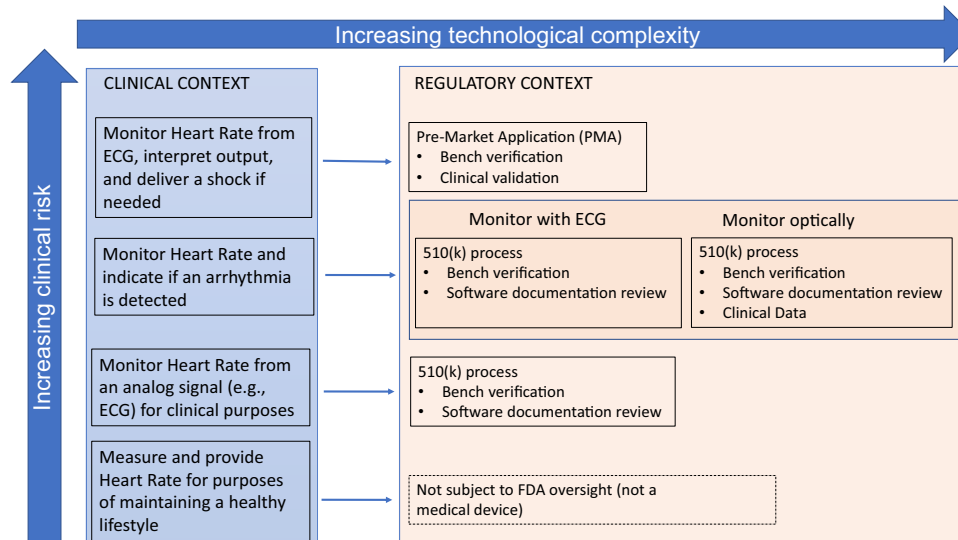 Increasing technological complexity
Increasing clinical risk
CLINICAL CONTEXT
REGULATORY CONTEXT
Monitor Heart Rate from
ECG, interpret output,
and deliver a shock if
needed
Pre-Market Application (PMA)
• Bench verification
• Clinical validation
Monitor Heart Rate and
indicate if an arrhythmia
is detected
Monitor with ECG
510(k) process
• Bench verification
• Software documentation review
Monitor optically
510(k) process
• Bench verification
• Software documentation review
• Clinical Data
Monitor Heart Rate from
an analog signal (e.g.,
ECG) for clinical purposes
510(k) process
• Bench verification
• Software documentation review
Measure and provide
Heart Rate for purposes
of maintaining a healthy
lifestyle
Not subject to FDA oversight (not a
medical device)